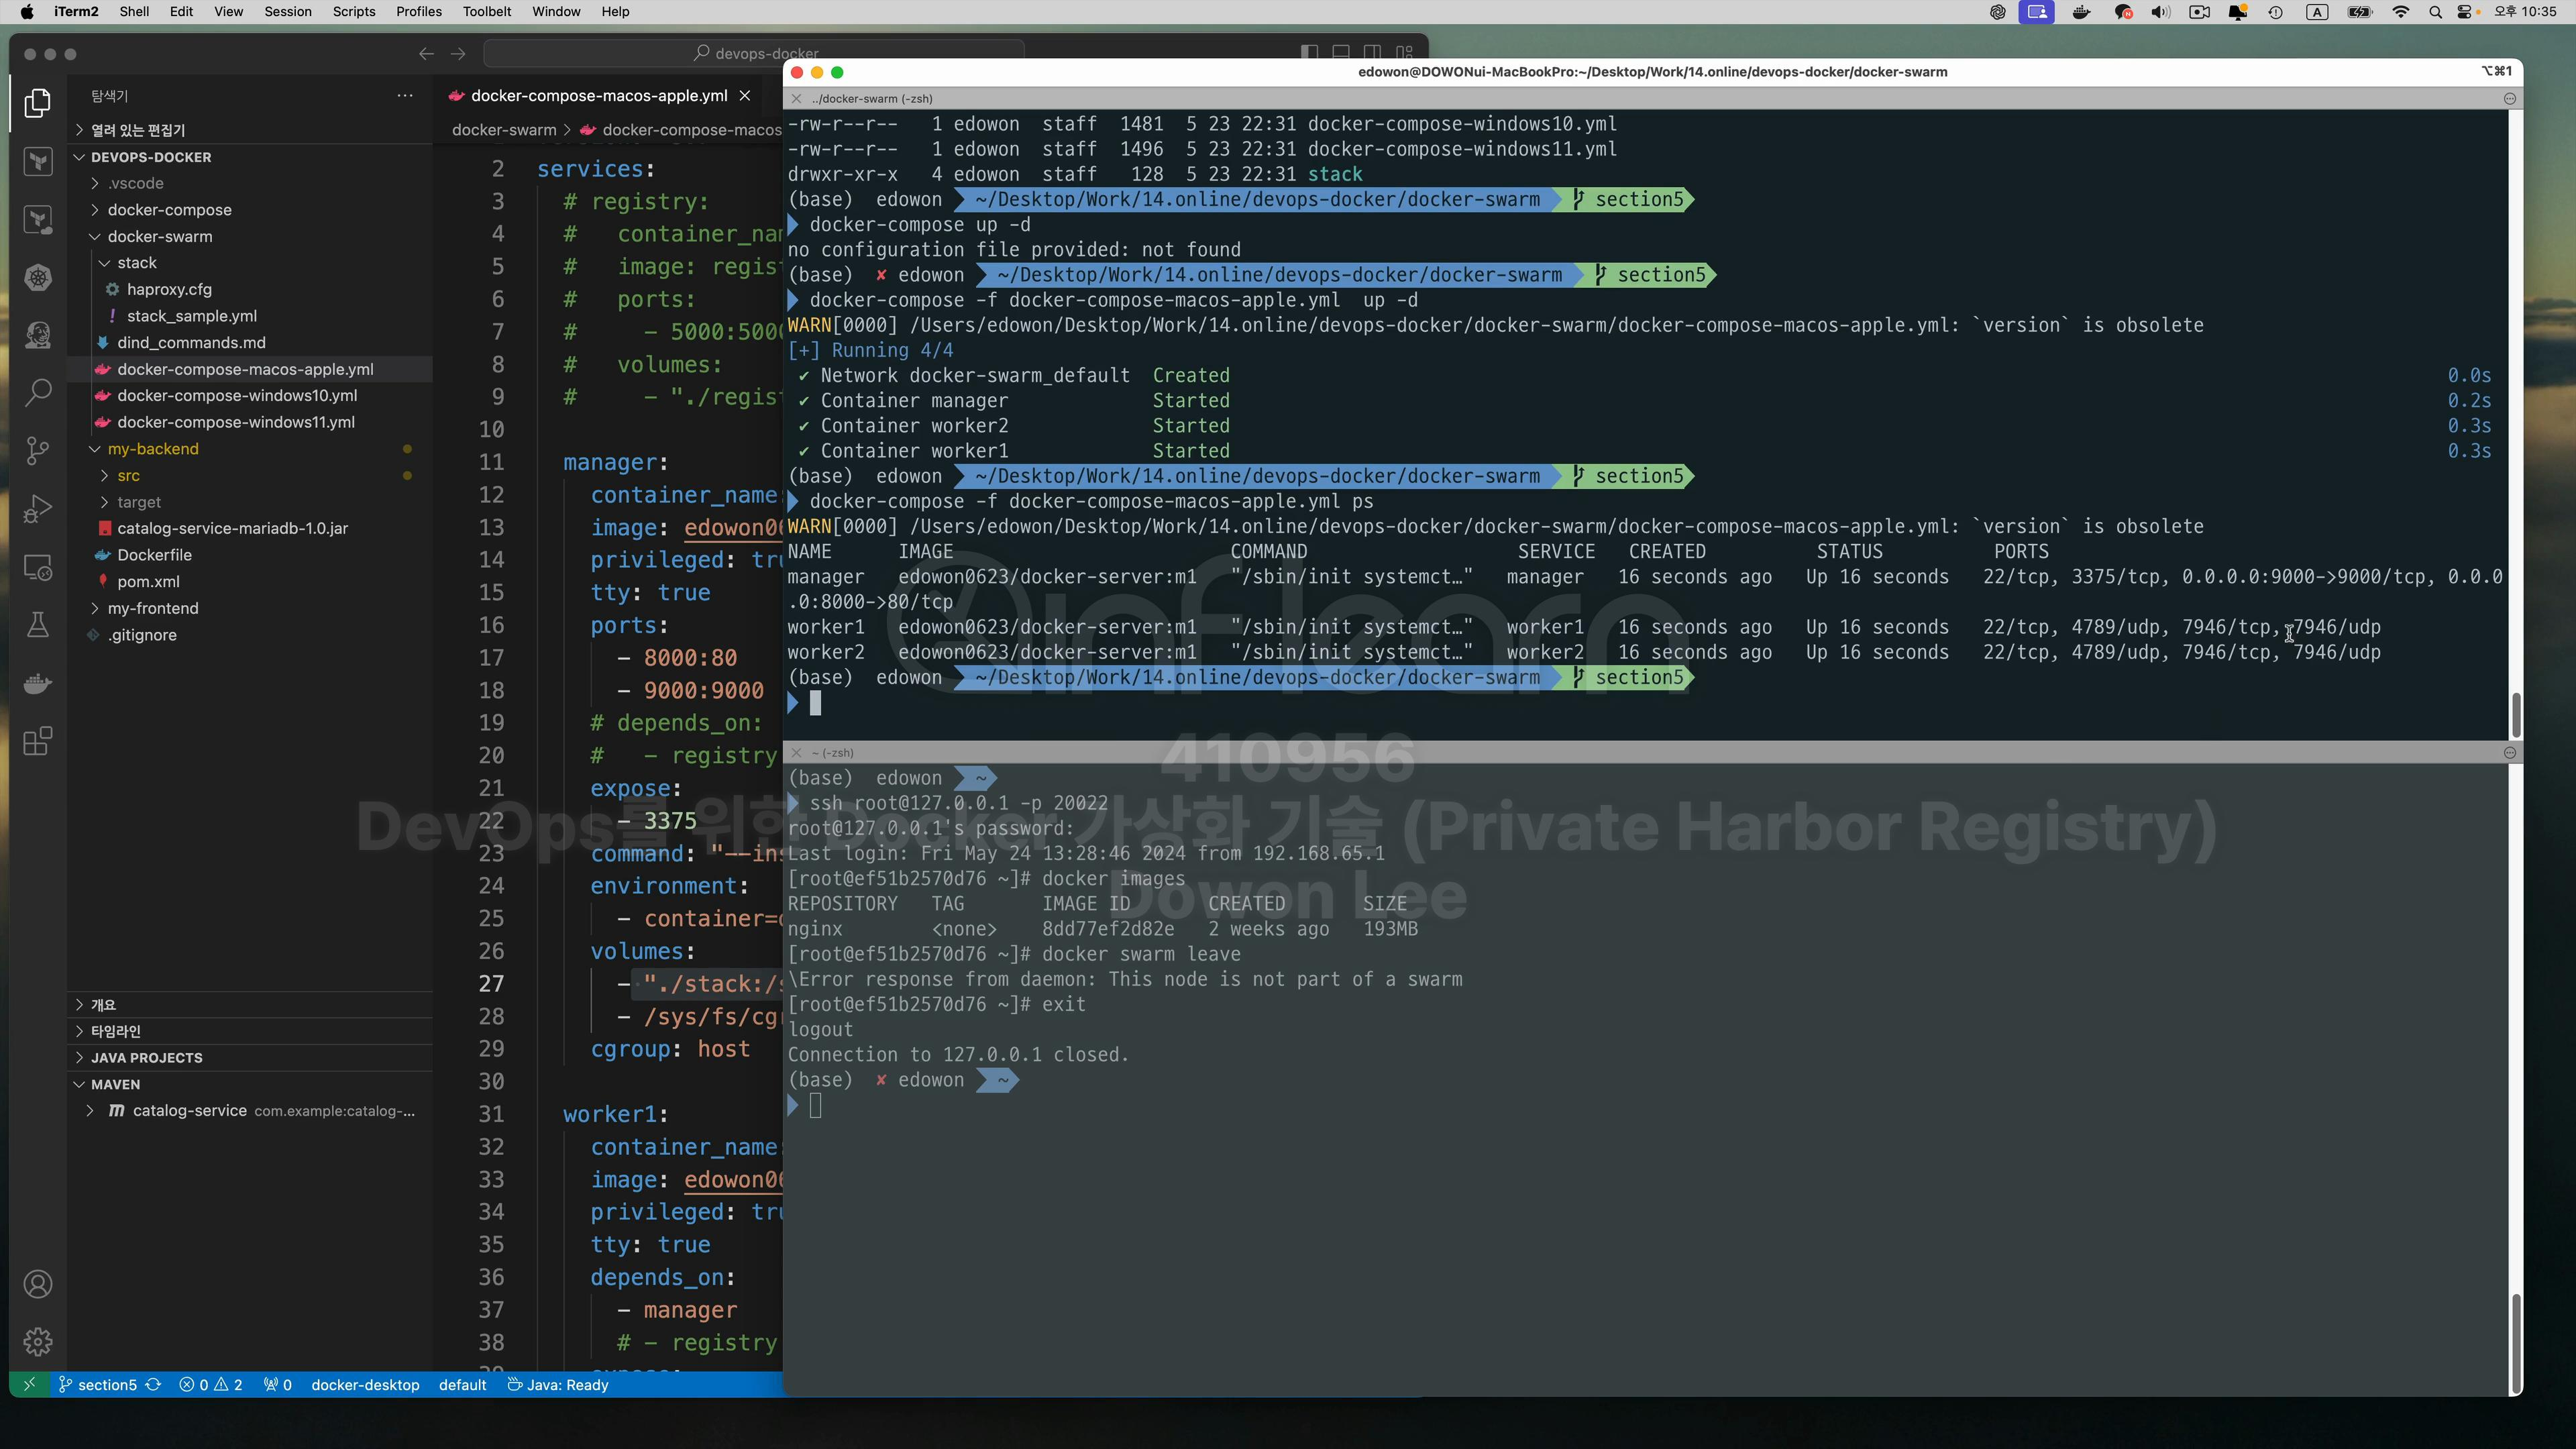 iTerm2 Shell Edit View Session Scripts Profiles Toolbelt Window Help
A 오후 10:35
devops-docker
탐색기
열려 있는 편집기
DEVOPS-DOCKER
.vscode
docker-compose
docker-swarm
stack
haproxy.cfg
stack_sample.yml
dind_commands.md
docker-compose-macos-apple.yml
docker-compose-windows10.yml
docker-compose-windows11.yml
my-backend
src
target
catalog-service-mariadb-1.0.jar
Dockerfile
pom.xml
my-frontend
.gitignore
개요
타임라인
JAVA PROJECTS
MAVEN
catalog-service com.example:catalog-...
section5 0 2 0 docker-desktop default Java: Ready
docker-compose-macos-apple.yml
docker-swarm > docker-compose-macos
2 services:
3 # registry:
4 # container_nam
5 # image: regist
6 # ports:
7 # - 5000:5000
8 # volumes:
9 # - "./regist
10
11 manager:
12 container_name:
13 image: edowon06
14 privileged: tru
15 tty: true
16 ports:
17 - 8000:80
18 - 9000:9000
19 # depends_on:
20 # - registry
21 expose:
22 - 3375
23 command: "--ins
24 environment:
25 - container=d
26 volumes:
27 - "./stack:/s
28 - /sys/fs/cgr
29 cgroup: host
30
31 worker1:
32 container_name:
33 image: edowon06
34 privileged: tru
35 tty: true
36 depends_on:
37 - manager
38 # - registry
edowon@DOWONui-MacBookPro:~/Desktop/Work/14.online/devops-docker/docker-swarm
⌥⌘1
../docker-swarm (-zsh)
-rw-r--r-- 1 edowon staff 1481 5 23 22:31 docker-compose-windows10.yml
-rw-r--r-- 1 edowon staff 1496 5 23 22:31 docker-compose-windows11.yml
drwxr-xr-x 4 edowon staff 128 5 23 22:31 stack
(base) edowon ~/Desktop/Work/14.online/devops-docker/docker-swarm section5
docker-compose up -d
no configuration file provided: not found
(base) ✘ edowon ~/Desktop/Work/14.online/devops-docker/docker-swarm section5
docker-compose -f docker-compose-macos-apple.yml up -d
WARN[0000] /Users/edowon/Desktop/Work/14.online/devops-docker/docker-swarm/docker-compose-macos-apple.yml: `version` is obsolete
[+] Running 4/4
✔ Network docker-swarm_default Created 0.0s
✔ Container manager Started 0.2s
✔ Container worker2 Started 0.3s
✔ Container worker1 Started 0.3s
(base) edowon ~/Desktop/Work/14.online/devops-docker/docker-swarm section5
docker-compose -f docker-compose-macos-apple.yml ps
WARN[0000] /Users/edowon/Desktop/Work/14.online/devops-docker/docker-swarm/docker-compose-macos-apple.yml: `version` is obsolete
NAME IMAGE COMMAND SERVICE CREATED STATUS PORTS
manager edowon0623/docker-server:m1 "/sbin/init systemct…" manager 16 seconds ago Up 16 seconds 22/tcp, 3375/tcp, 0.0.0.0:9000->9000/tcp, 0.0.0
.0:8000->80/tcp
worker1 edowon0623/docker-server:m1 "/sbin/init systemct…" worker1 16 seconds ago Up 16 seconds 22/tcp, 4789/udp, 7946/tcp, 7946/udp
worker2 edowon0623/docker-server:m1 "/sbin/init systemct…" worker2 16 seconds ago Up 16 seconds 22/tcp, 4789/udp, 7946/tcp, 7946/udp
(base) edowon ~/Desktop/Work/14.online/devops-docker/docker-swarm section5
~ (-zsh)
(base) edowon ~
ssh root@127.0.0.1 -p 20022
root@127.0.0.1's password:
Last login: Fri May 24 13:28:46 2024 from 192.168.65.1
[root@ef51b2570d76 ~]# docker images
REPOSITORY TAG IMAGE ID CREATED SIZE
nginx <none> 8dd77ef2d82e 2 weeks ago 193MB
[root@ef51b2570d76 ~]# docker swarm leave
\Error response from daemon: This node is not part of a swarm
[root@ef51b2570d76 ~]# exit
logout
Connection to 127.0.0.1 closed.
(base) ✘ edowon ~
inflearn
410956
DevOps를 위한 Docker 가상화 기술 (Private Harbor Registry)
Dowon Lee